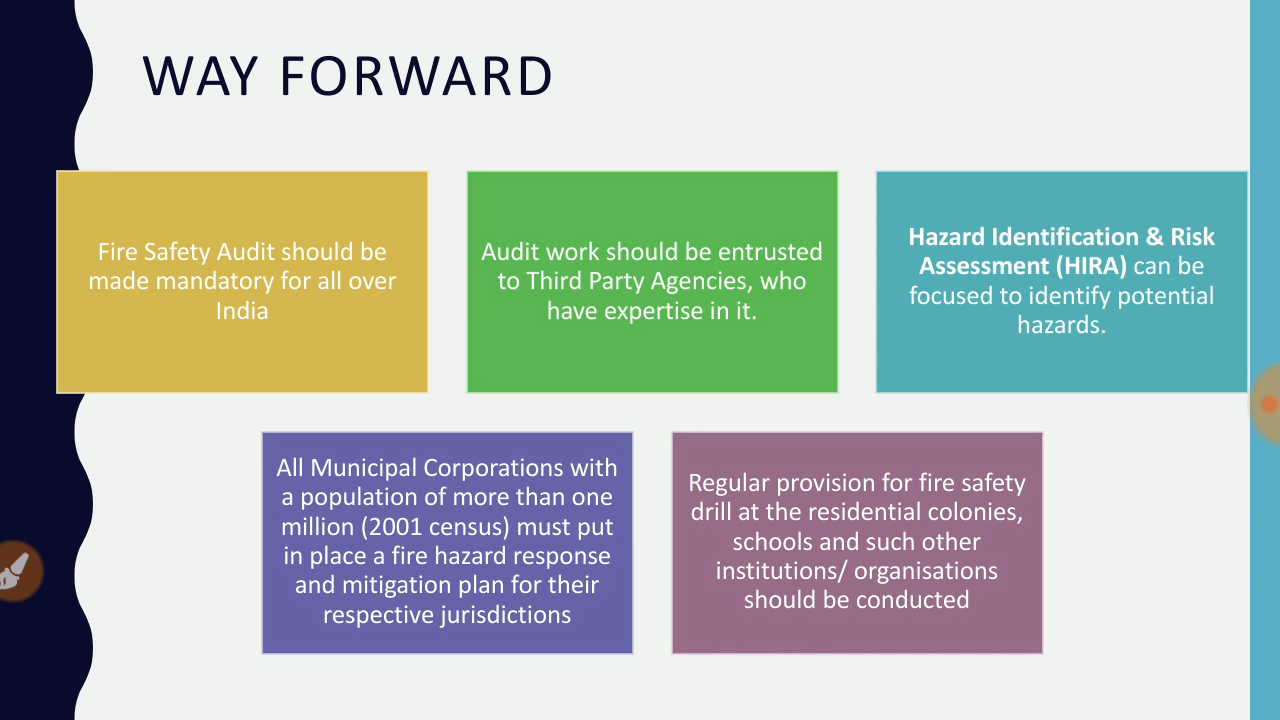 WAY FORWARD
Fire Safety Audit should be
made mandatory for all over
India
Audit work should be entrusted
to Third Party Agencies, who
have expertise in it.
Hazard Identification & Risk
Assessment (HIRA) can be
focused to identify potential
hazards.
All Municipal Corporations with
a population of more than one
million (2001 census) must put
in place a fire hazard response
and mitigation plan for their
respective jurisdictions
Regular provision for fire safety
drill at the residential colonies,
schools and such other
institutions/ organisations
should be conducted